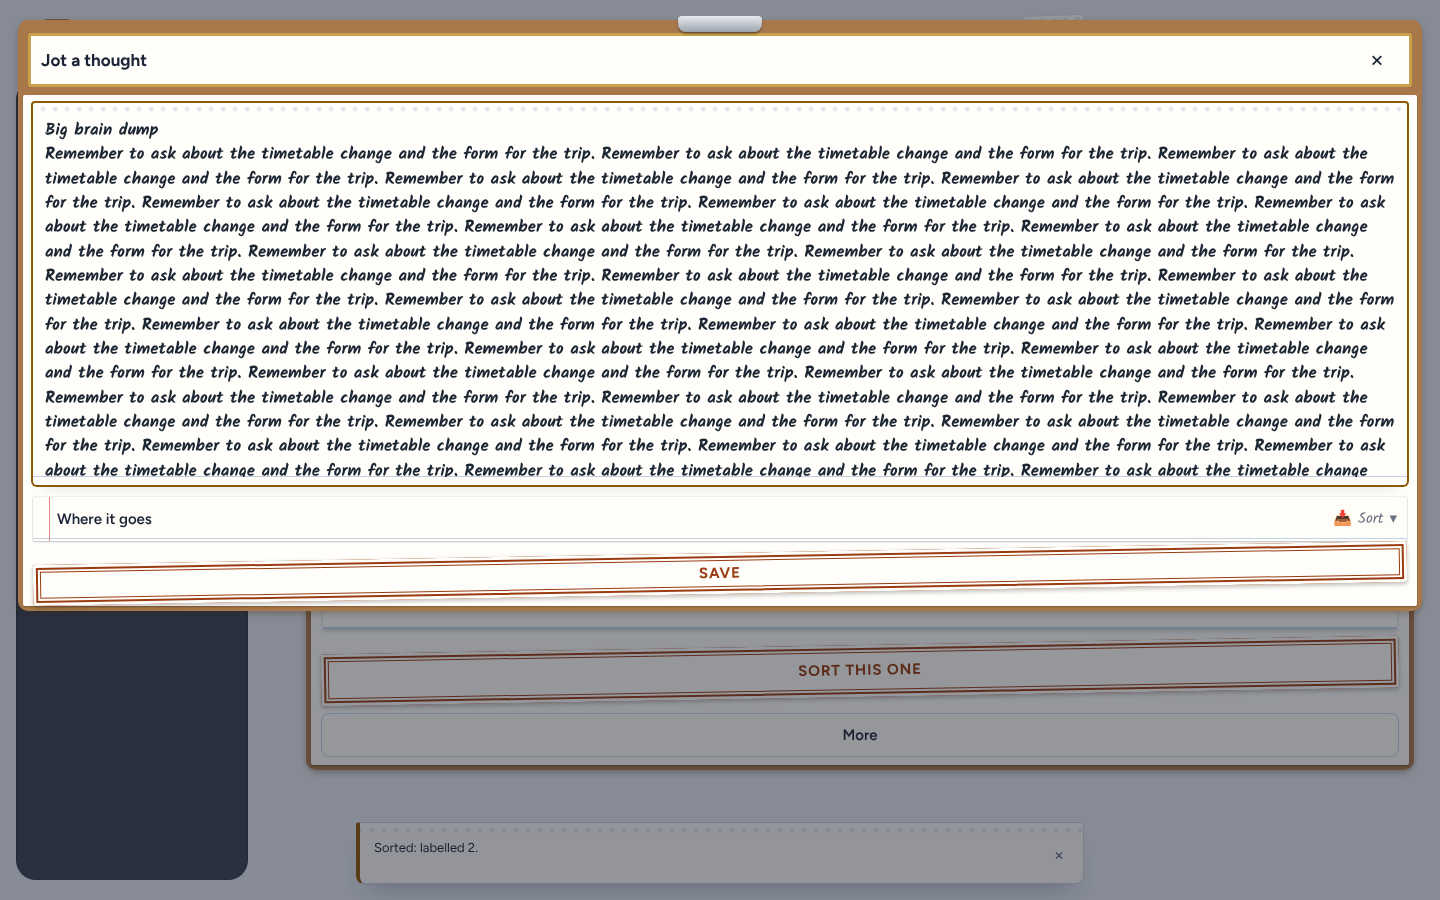 Jot a thought
×
Big brain dump
Remember to ask about the timetable change and the form for the trip. Remember to ask about the timetable change and the form for the trip. Remember to ask about the
timetable change and the form for the trip. Remember to ask about the timetable change and the form for the trip. Remember to ask about the timetable change and the form
for the trip. Remember to ask about the timetable change and the form for the trip. Remember to ask about the timetable change and the form for the trip. Remember to ask
about the timetable change and the form for the trip. Remember to ask about the timetable change and the form for the trip. Remember to ask about the timetable change
and the form for the trip. Remember to ask about the timetable change and the form for the trip. Remember to ask about the timetable change and the form for the trip.
Remember to ask about the timetable change and the form for the trip. Remember to ask about the timetable change and the form for the trip. Remember to ask about the
timetable change and the form for the trip. Remember to ask about the timetable change and the form for the trip. Remember to ask about the timetable change and the form
for the trip. Remember to ask about the timetable change and the form for the trip. Remember to ask about the timetable change and the form for the trip. Remember to ask
about the timetable change and the form for the trip. Remember to ask about the timetable change and the form for the trip. Remember to ask about the timetable change
and the form for the trip. Remember to ask about the timetable change and the form for the trip. Remember to ask about the timetable change and the form for the trip.
Remember to ask about the timetable change and the form for the trip. Remember to ask about the timetable change and the form for the trip. Remember to ask about the
timetable change and the form for the trip. Remember to ask about the timetable change and the form for the trip. Remember to ask about the timetable change and the form
for the trip. Remember to ask about the timetable change and the form for the trip. Remember to ask about the timetable change and the form for the trip. Remember to ask
about the timetable change and the form for the trip. Remember to ask about the timetable change and the form for the trip. Remember to ask about the timetable change
Where it goes
📥 Sort ▾
SAVE
SORT THIS ONE
More
Sorted: labelled 2.
×